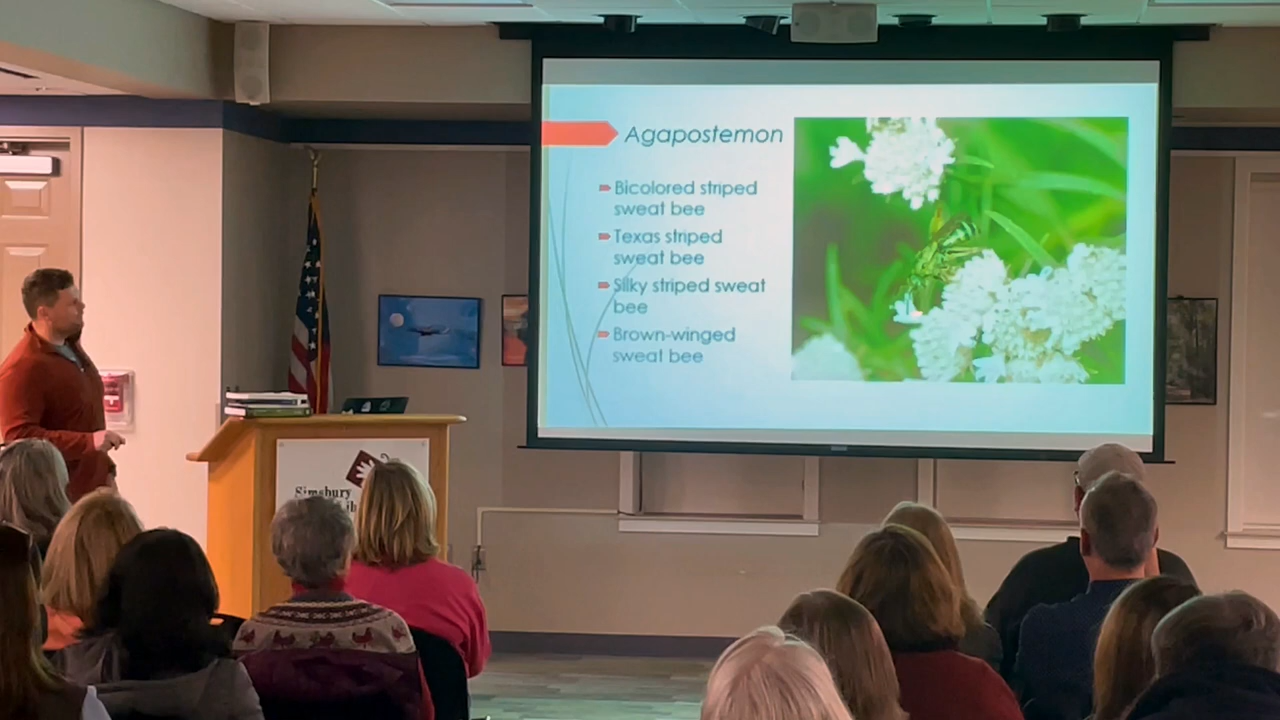 Agapostemon
Bicolored striped
sweat bee
Texas striped
sweat bee
Silky striped sweat
bee
Brown-winged
sweat bee
Simsbury